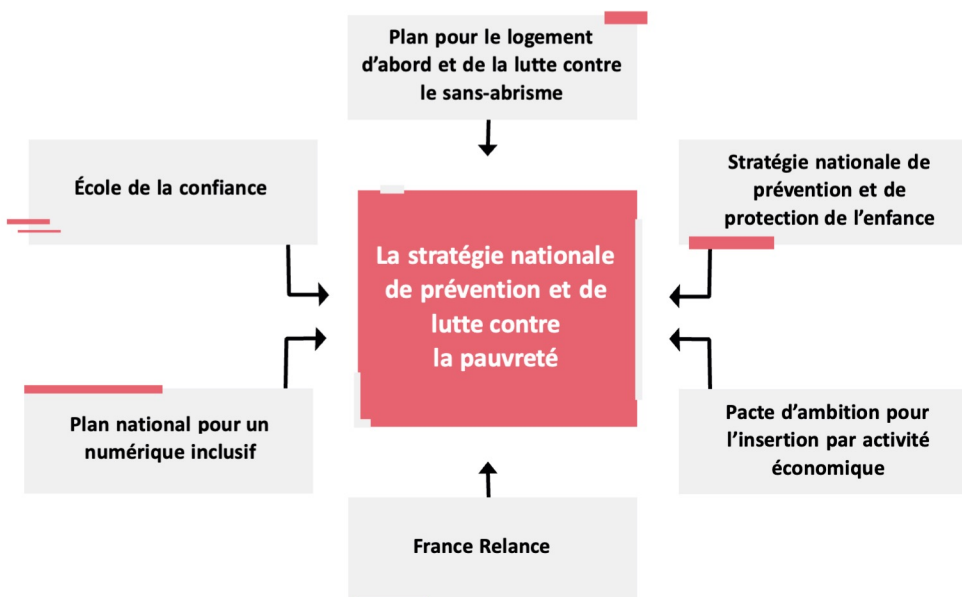 Plan pour le logement
d’abord et de la lutte contre
le sans-abrisme
École de la confiance
Stratégie nationale de
prévention et de
protection de l’enfance
La stratégie nationale
de prévention et de
lutte contre
la pauvreté
Plan national pour un
numérique inclusif
Pacte d’ambition pour
l’insertion par activité
économique
France Relance